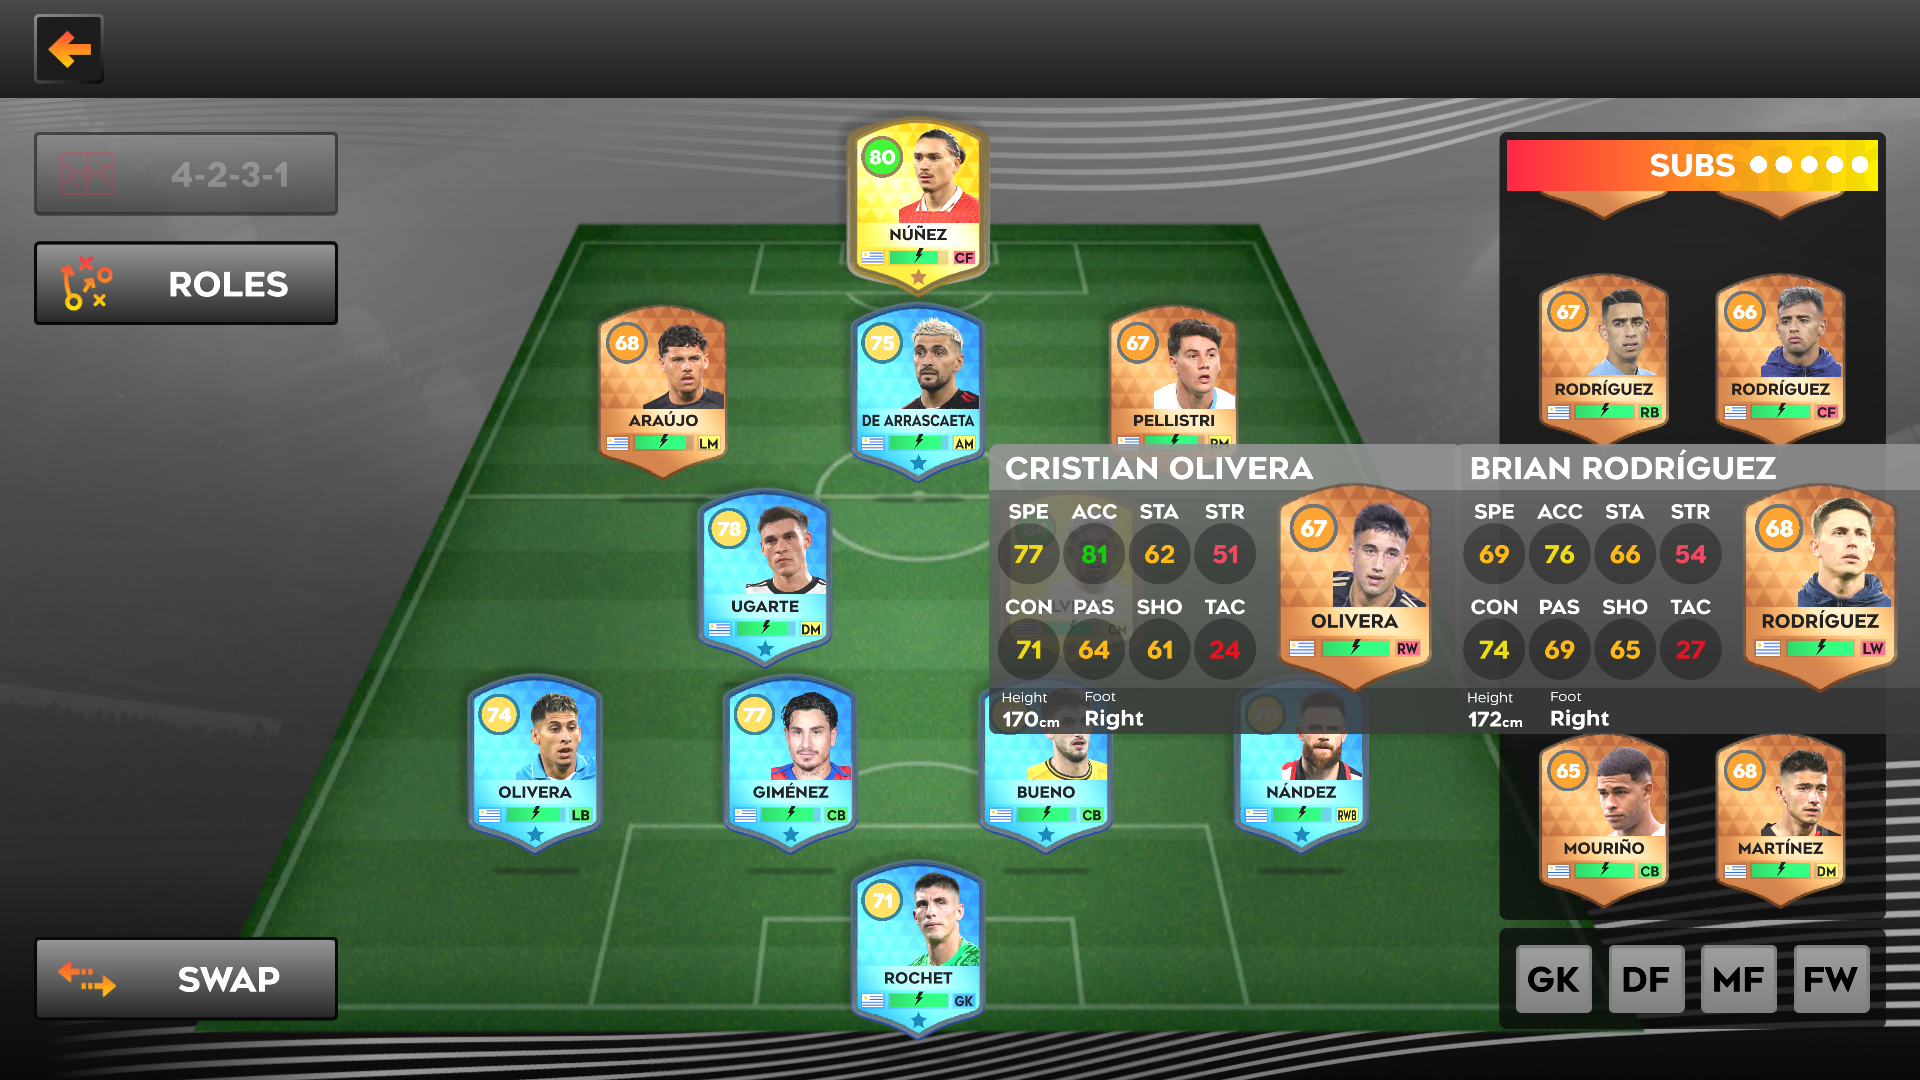 4-2-3-1
ROLES
SUBS
80
NÚÑEZ
CF
68
ARAÚJO
LM
75
DE ARRASCAETA
AM
67
PELLISTRI
RM
67
RODRÍGUEZ
RB
66
RODRÍGUEZ
CF
78
UGARTE
DM
CRISTIAN OLIVERA
SPE ACC STA STR
77 81 62 51
CON PAS SHO TAC
71 64 61 24
Height Foot
170cm Right
67
OLIVERA
RW
CM
BRIAN RODRÍGUEZ
SPE ACC STA STR
69 76 66 54
CON PAS SHO TAC
74 69 65 27
Height Foot
172cm Right
68
RODRÍGUEZ
LW
74
OLIVERA
LB
77
GIMÉNEZ
CB
BUENO
CB
70
NÁNDEZ
RWB
65
MOURIÑO
CB
68
MARTÍNEZ
DM
71
ROCHET
GK
SWAP
GK DF MF FW